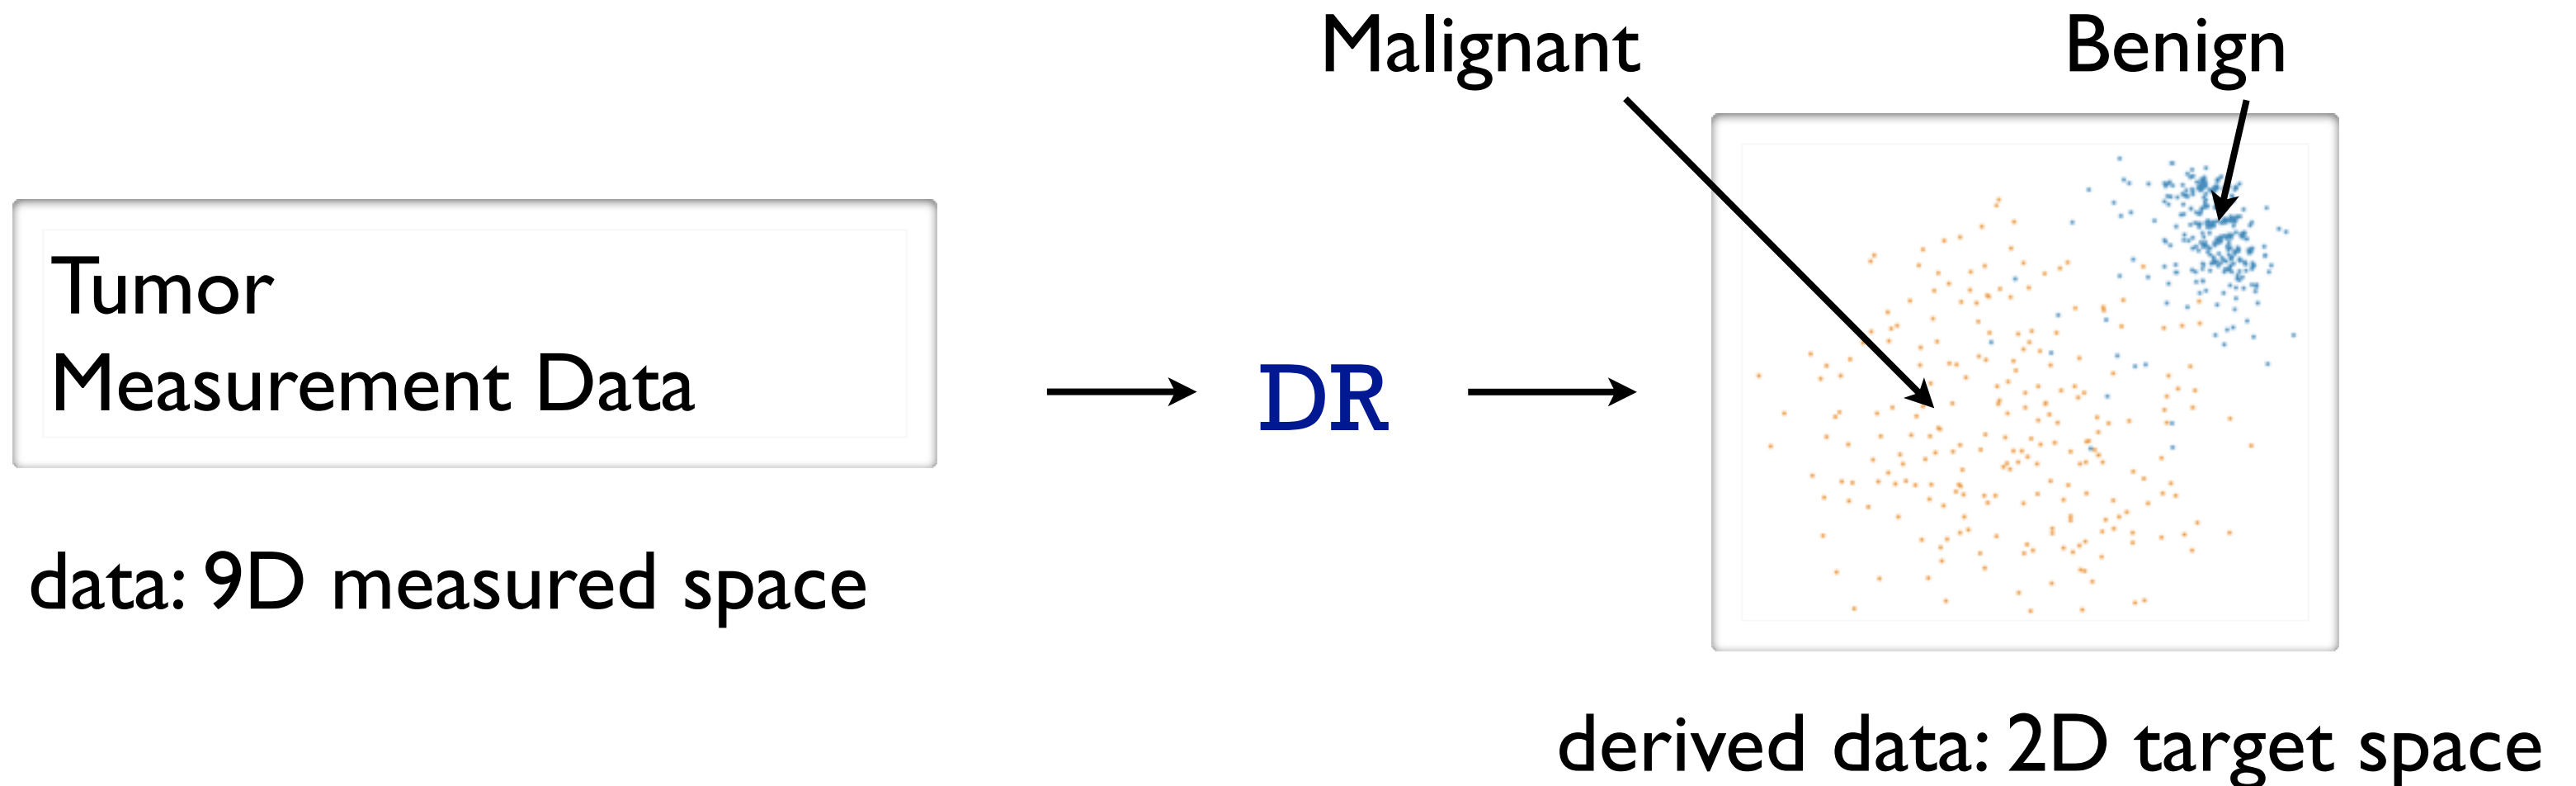 Malignant
Benign
Tumor
Measurement Data
DR
data: 9D measured space
derived data: 2D target space